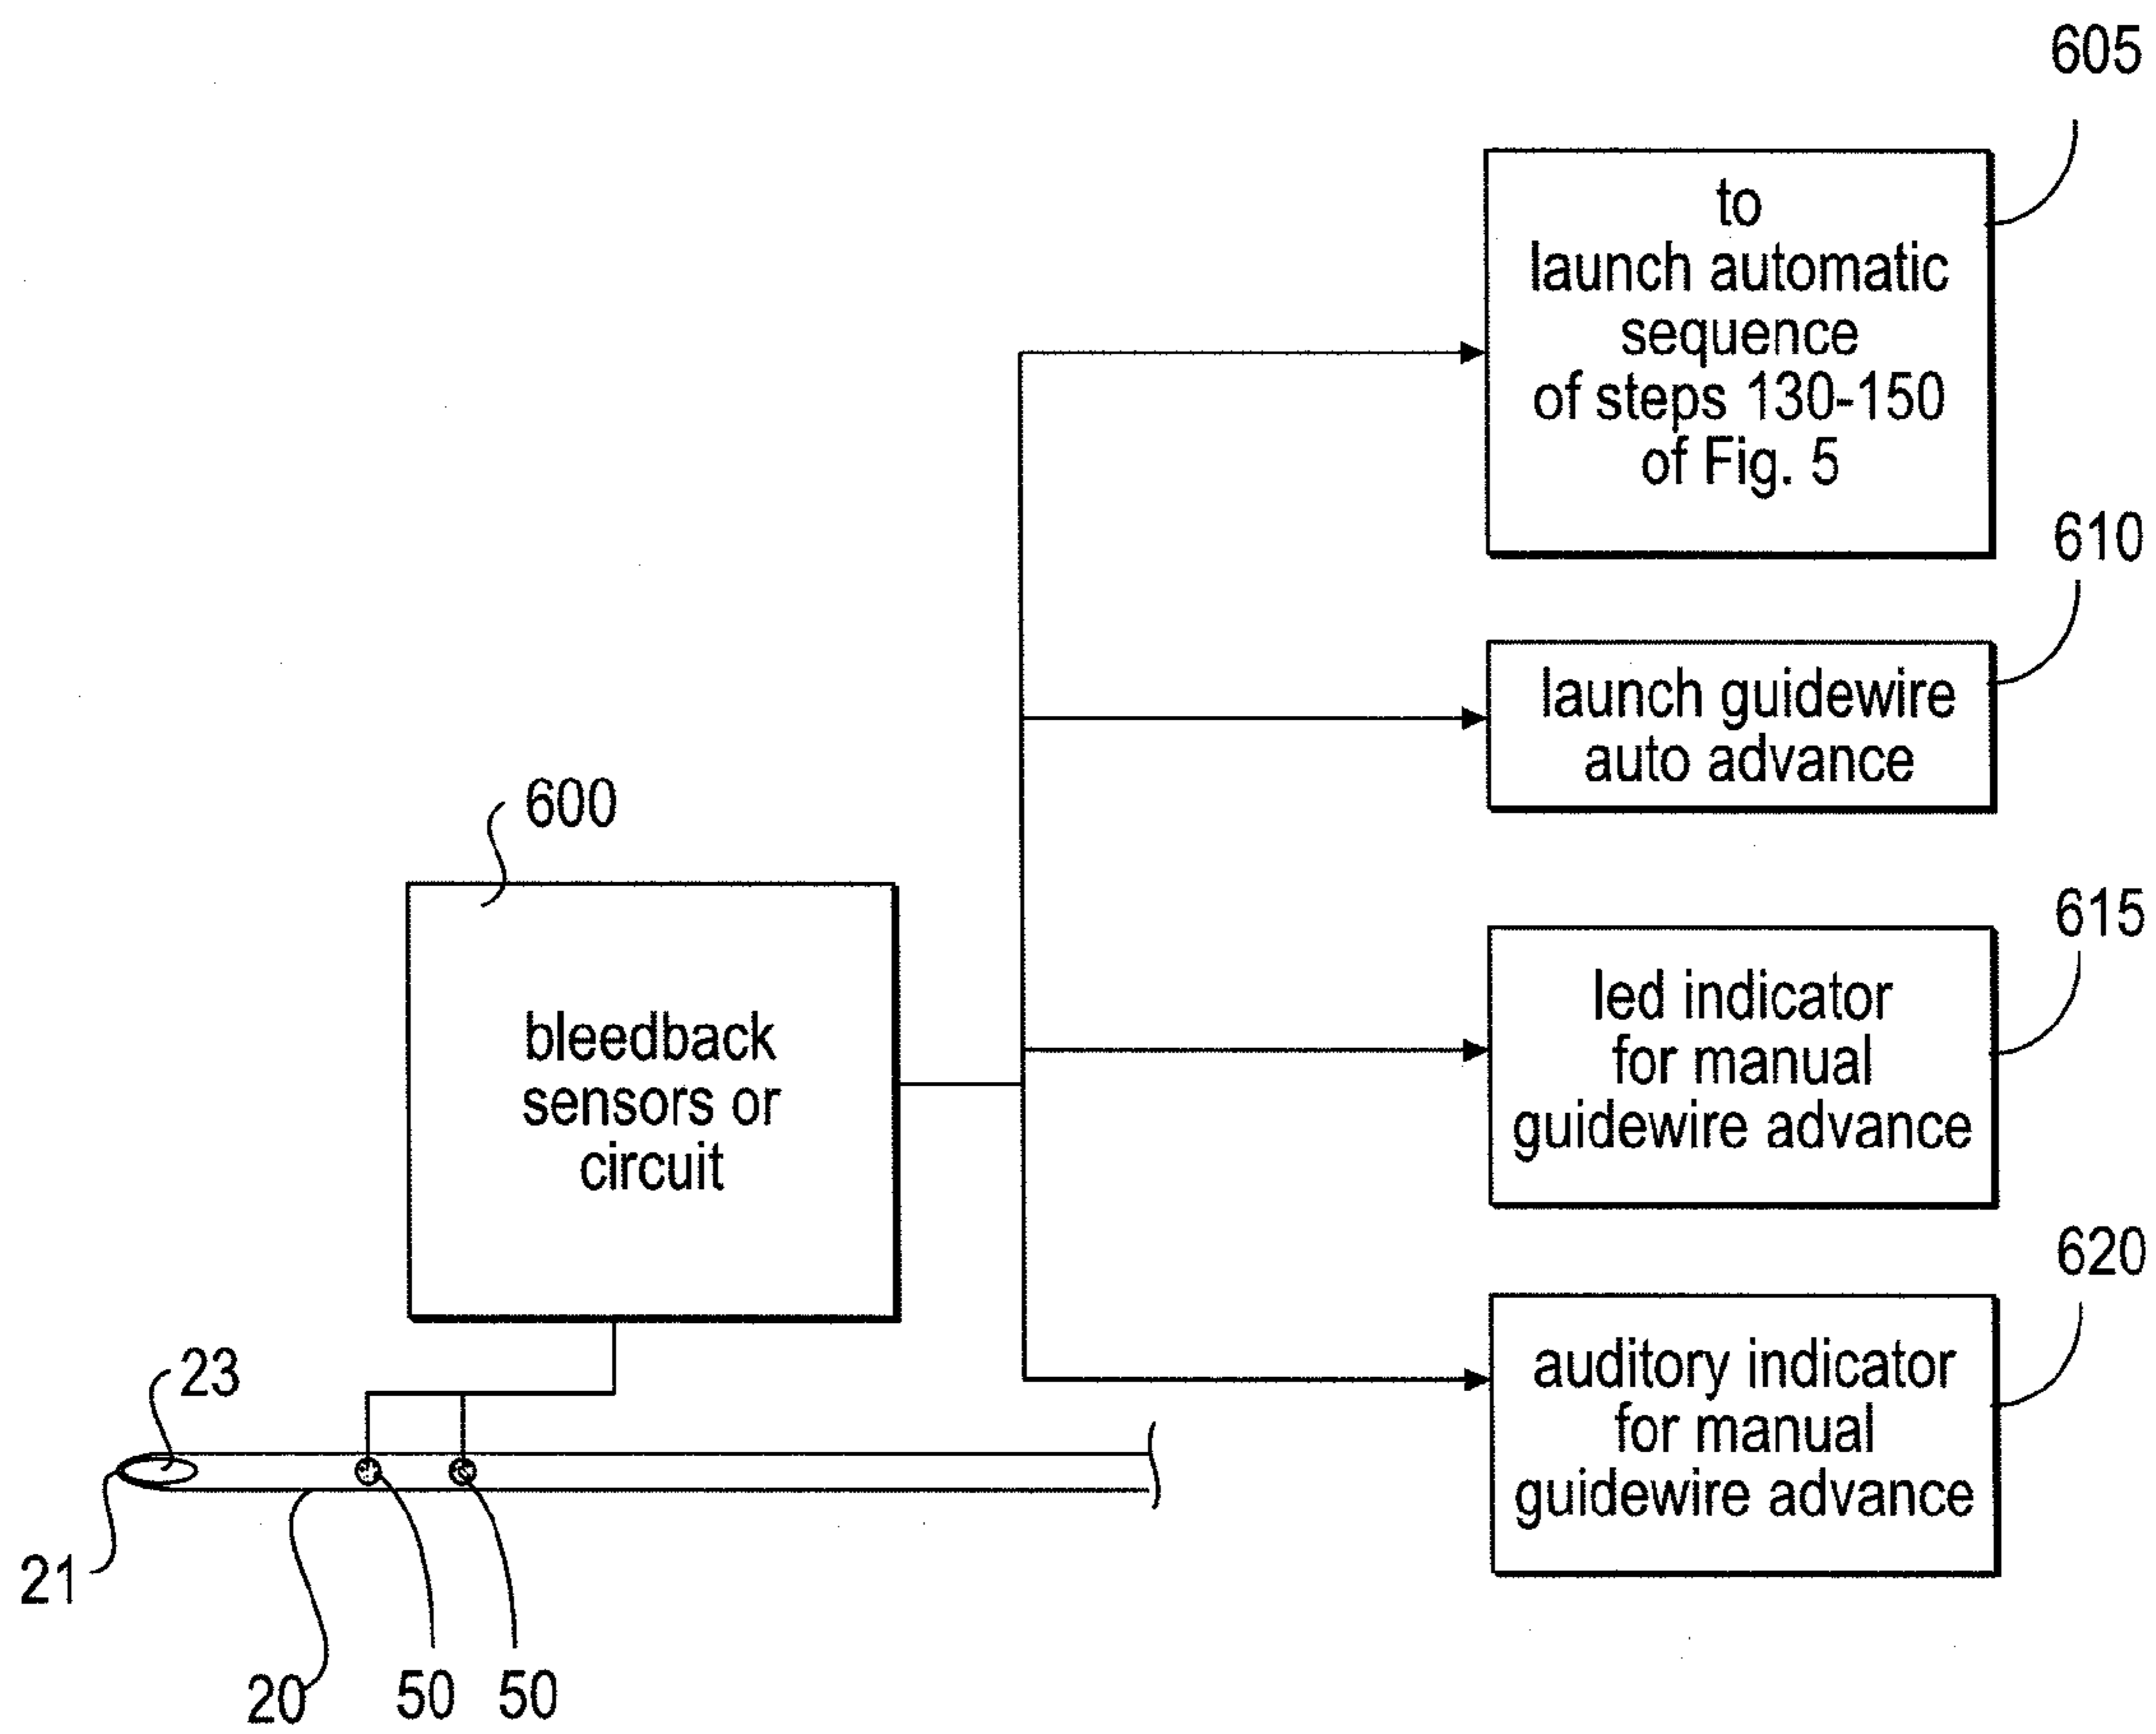 605
to
launch automatic
sequence
of steps 130-150
of Fig. 5
610
launch guidewire
auto advance
600
615
bleedback
sensors or
circuit
led indicator
for manual
guidewire advance
620
auditory indicator
for manual
guidewire advance
23
21
20
50
50